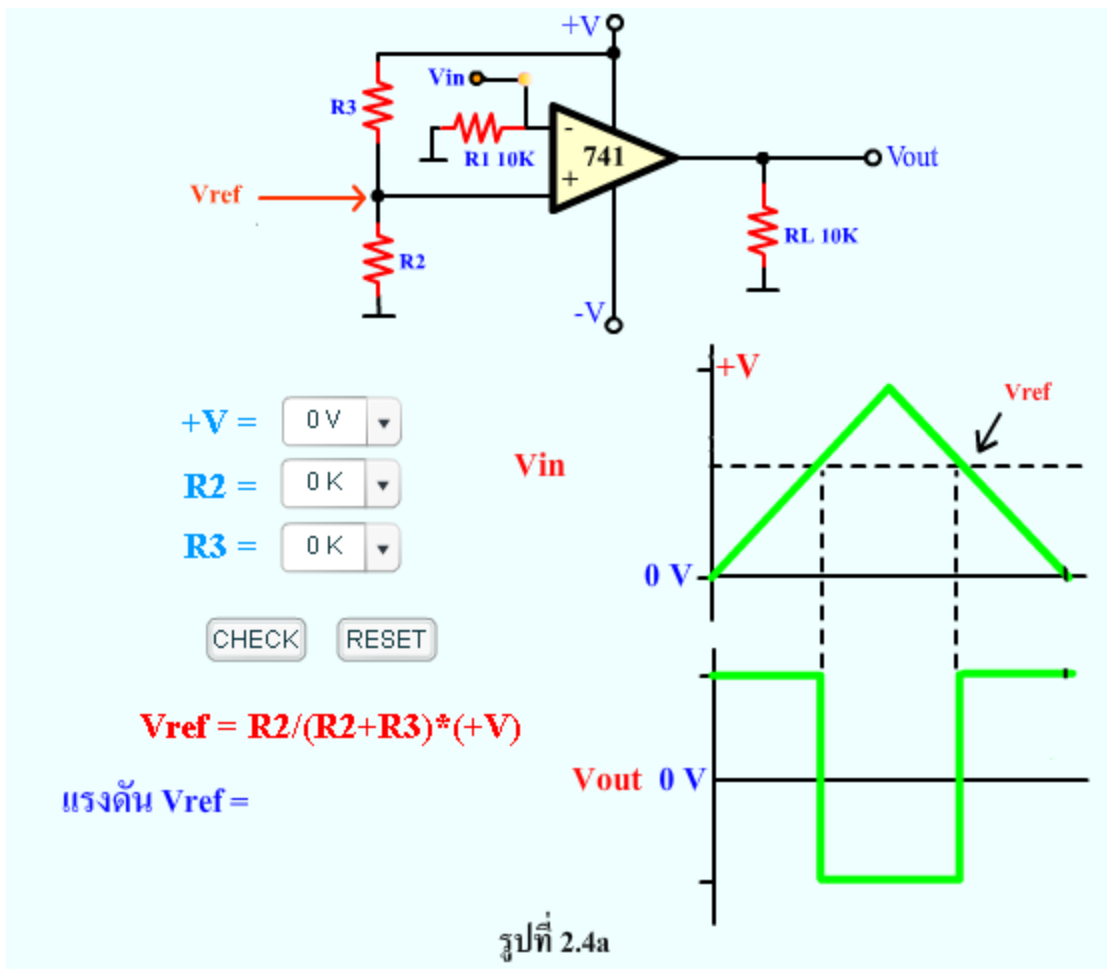 +V
Vin
R3
R1 10K
-
741
+
Vout
Vref
R2
RL 10K
-V
+V
Vref
+V = 0 V
Vin
R2 = 0 K
R3 = 0 K
0 V
CHECK RESET
Vref = R2/(R2+R3)*(+V)
Vout 0 V
แรงดัน Vref =
รูปที่ 2.4a